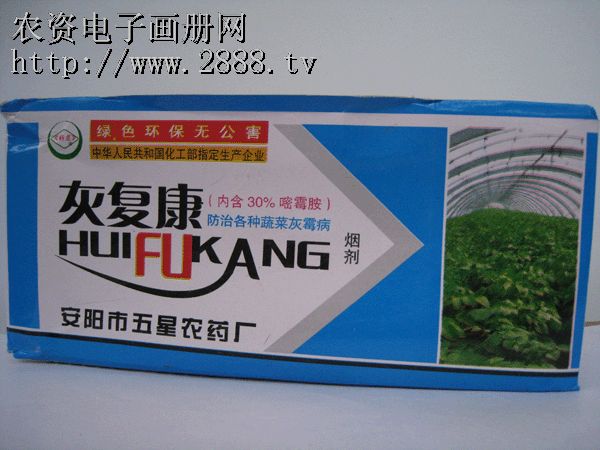 农资电子画册网
http://www.2888.tv
绿色环保无公害
中华人民共和国化工部指定生产企业
灰复康
(内含30%嘧霉胺)
防治各种蔬菜灰霉病
HUIFUKANG
烟剂
安阳市五星农药厂